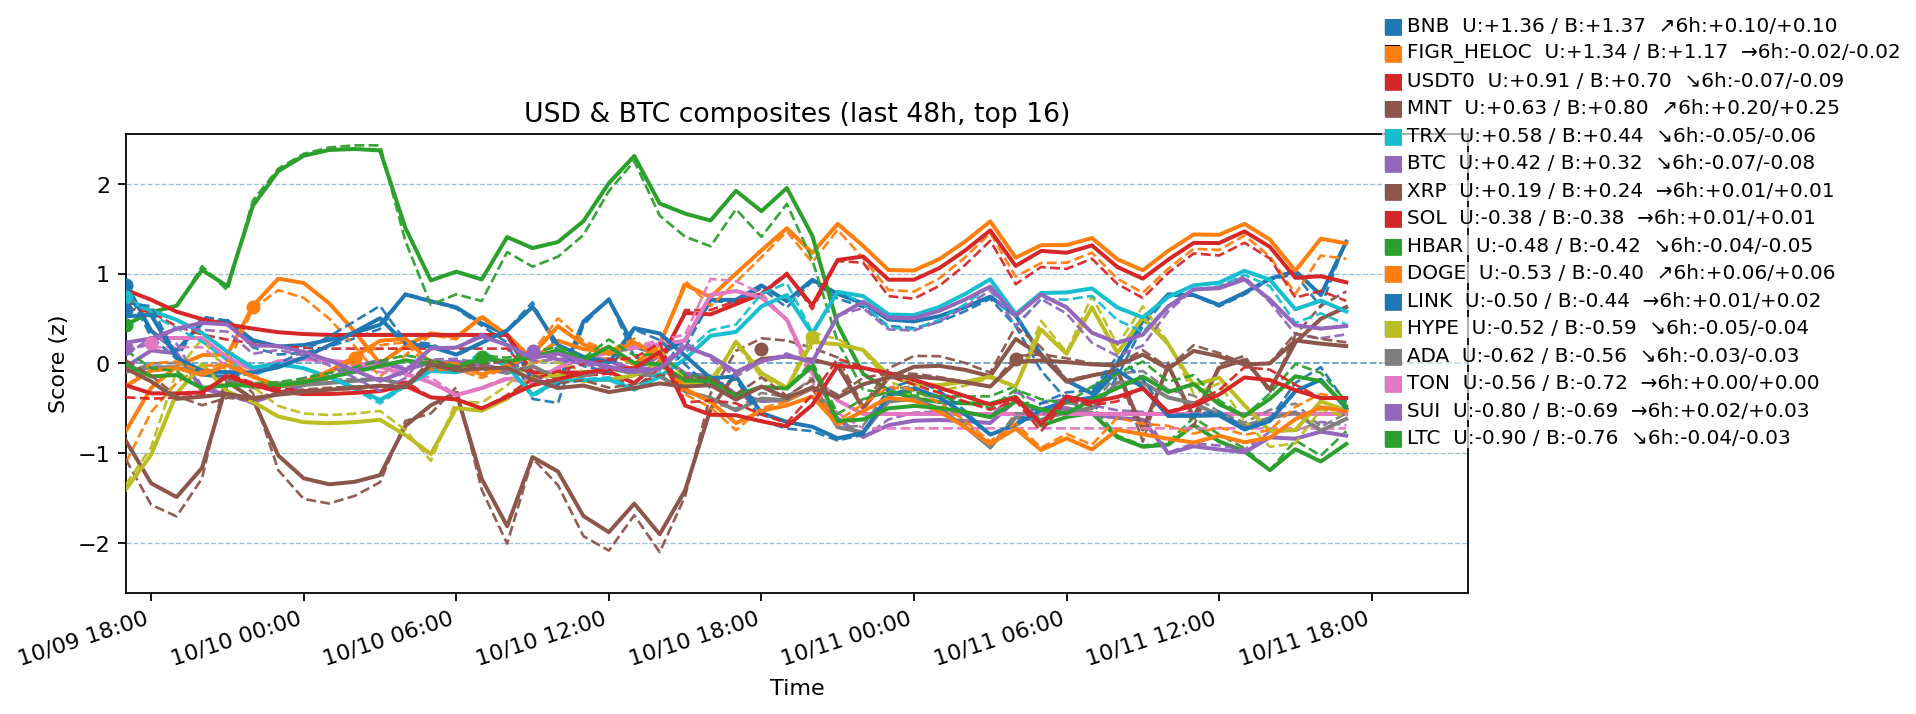 BNB  U:+1.36 / B:+1.37  ↗6h:+0.10/+0.10
FIGR_HELOC  U:+1.34 / B:+1.17  →6h:-0.02/-0.02
USDT0  U:+0.91 / B:+0.70  ↘6h:-0.07/-0.09
MNT  U:+0.63 / B:+0.80  ↗6h:+0.20/+0.25
TRX  U:+0.58 / B:+0.44  ↘6h:-0.05/-0.06
BTC  U:+0.42 / B:+0.32  ↘6h:-0.07/-0.08
XRP  U:+0.19 / B:+0.24  →6h:+0.01/+0.01
SOL  U:-0.38 / B:-0.38  →6h:+0.01/+0.01
HBAR  U:-0.48 / B:-0.42  ↘6h:-0.04/-0.05
DOGE  U:-0.53 / B:-0.40  ↗6h:+0.06/+0.06
LINK  U:-0.50 / B:-0.44  →6h:+0.01/+0.02
HYPE  U:-0.52 / B:-0.59  ↘6h:-0.05/-0.04
ADA  U:-0.62 / B:-0.56  ↘6h:-0.03/-0.03
TON  U:-0.56 / B:-0.72  →6h:+0.00/+0.00
SUI  U:-0.80 / B:-0.69  →6h:+0.02/+0.03
LTC  U:-0.90 / B:-0.76  ↘6h:-0.04/-0.03
USD & BTC composites (last 48h, top 16)
Score (z)
2
1
0
−1
−2
10/09 18:00
10/10 00:00
10/10 06:00
10/10 12:00
10/10 18:00
10/11 00:00
10/11 06:00
10/11 12:00
10/11 18:00
Time